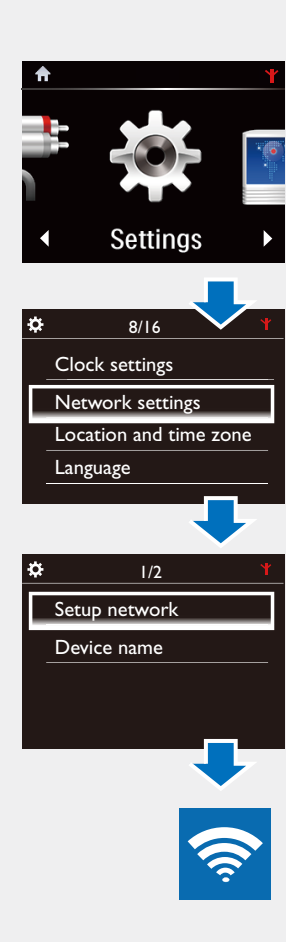 Settings
8/16
Clock settings
Network settings
Location and time zone
Language
1/2
Setup network
Device name